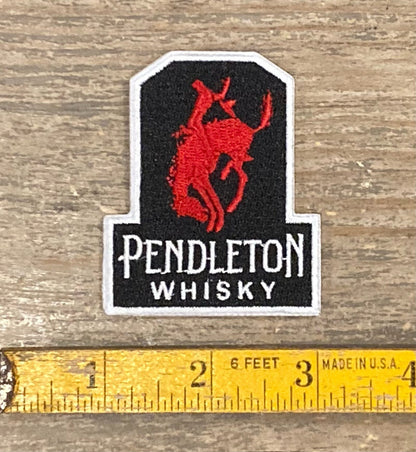 PENDLETON
WHISKY
1 2 6 FEET 3 MADE IN U.S.A. 4